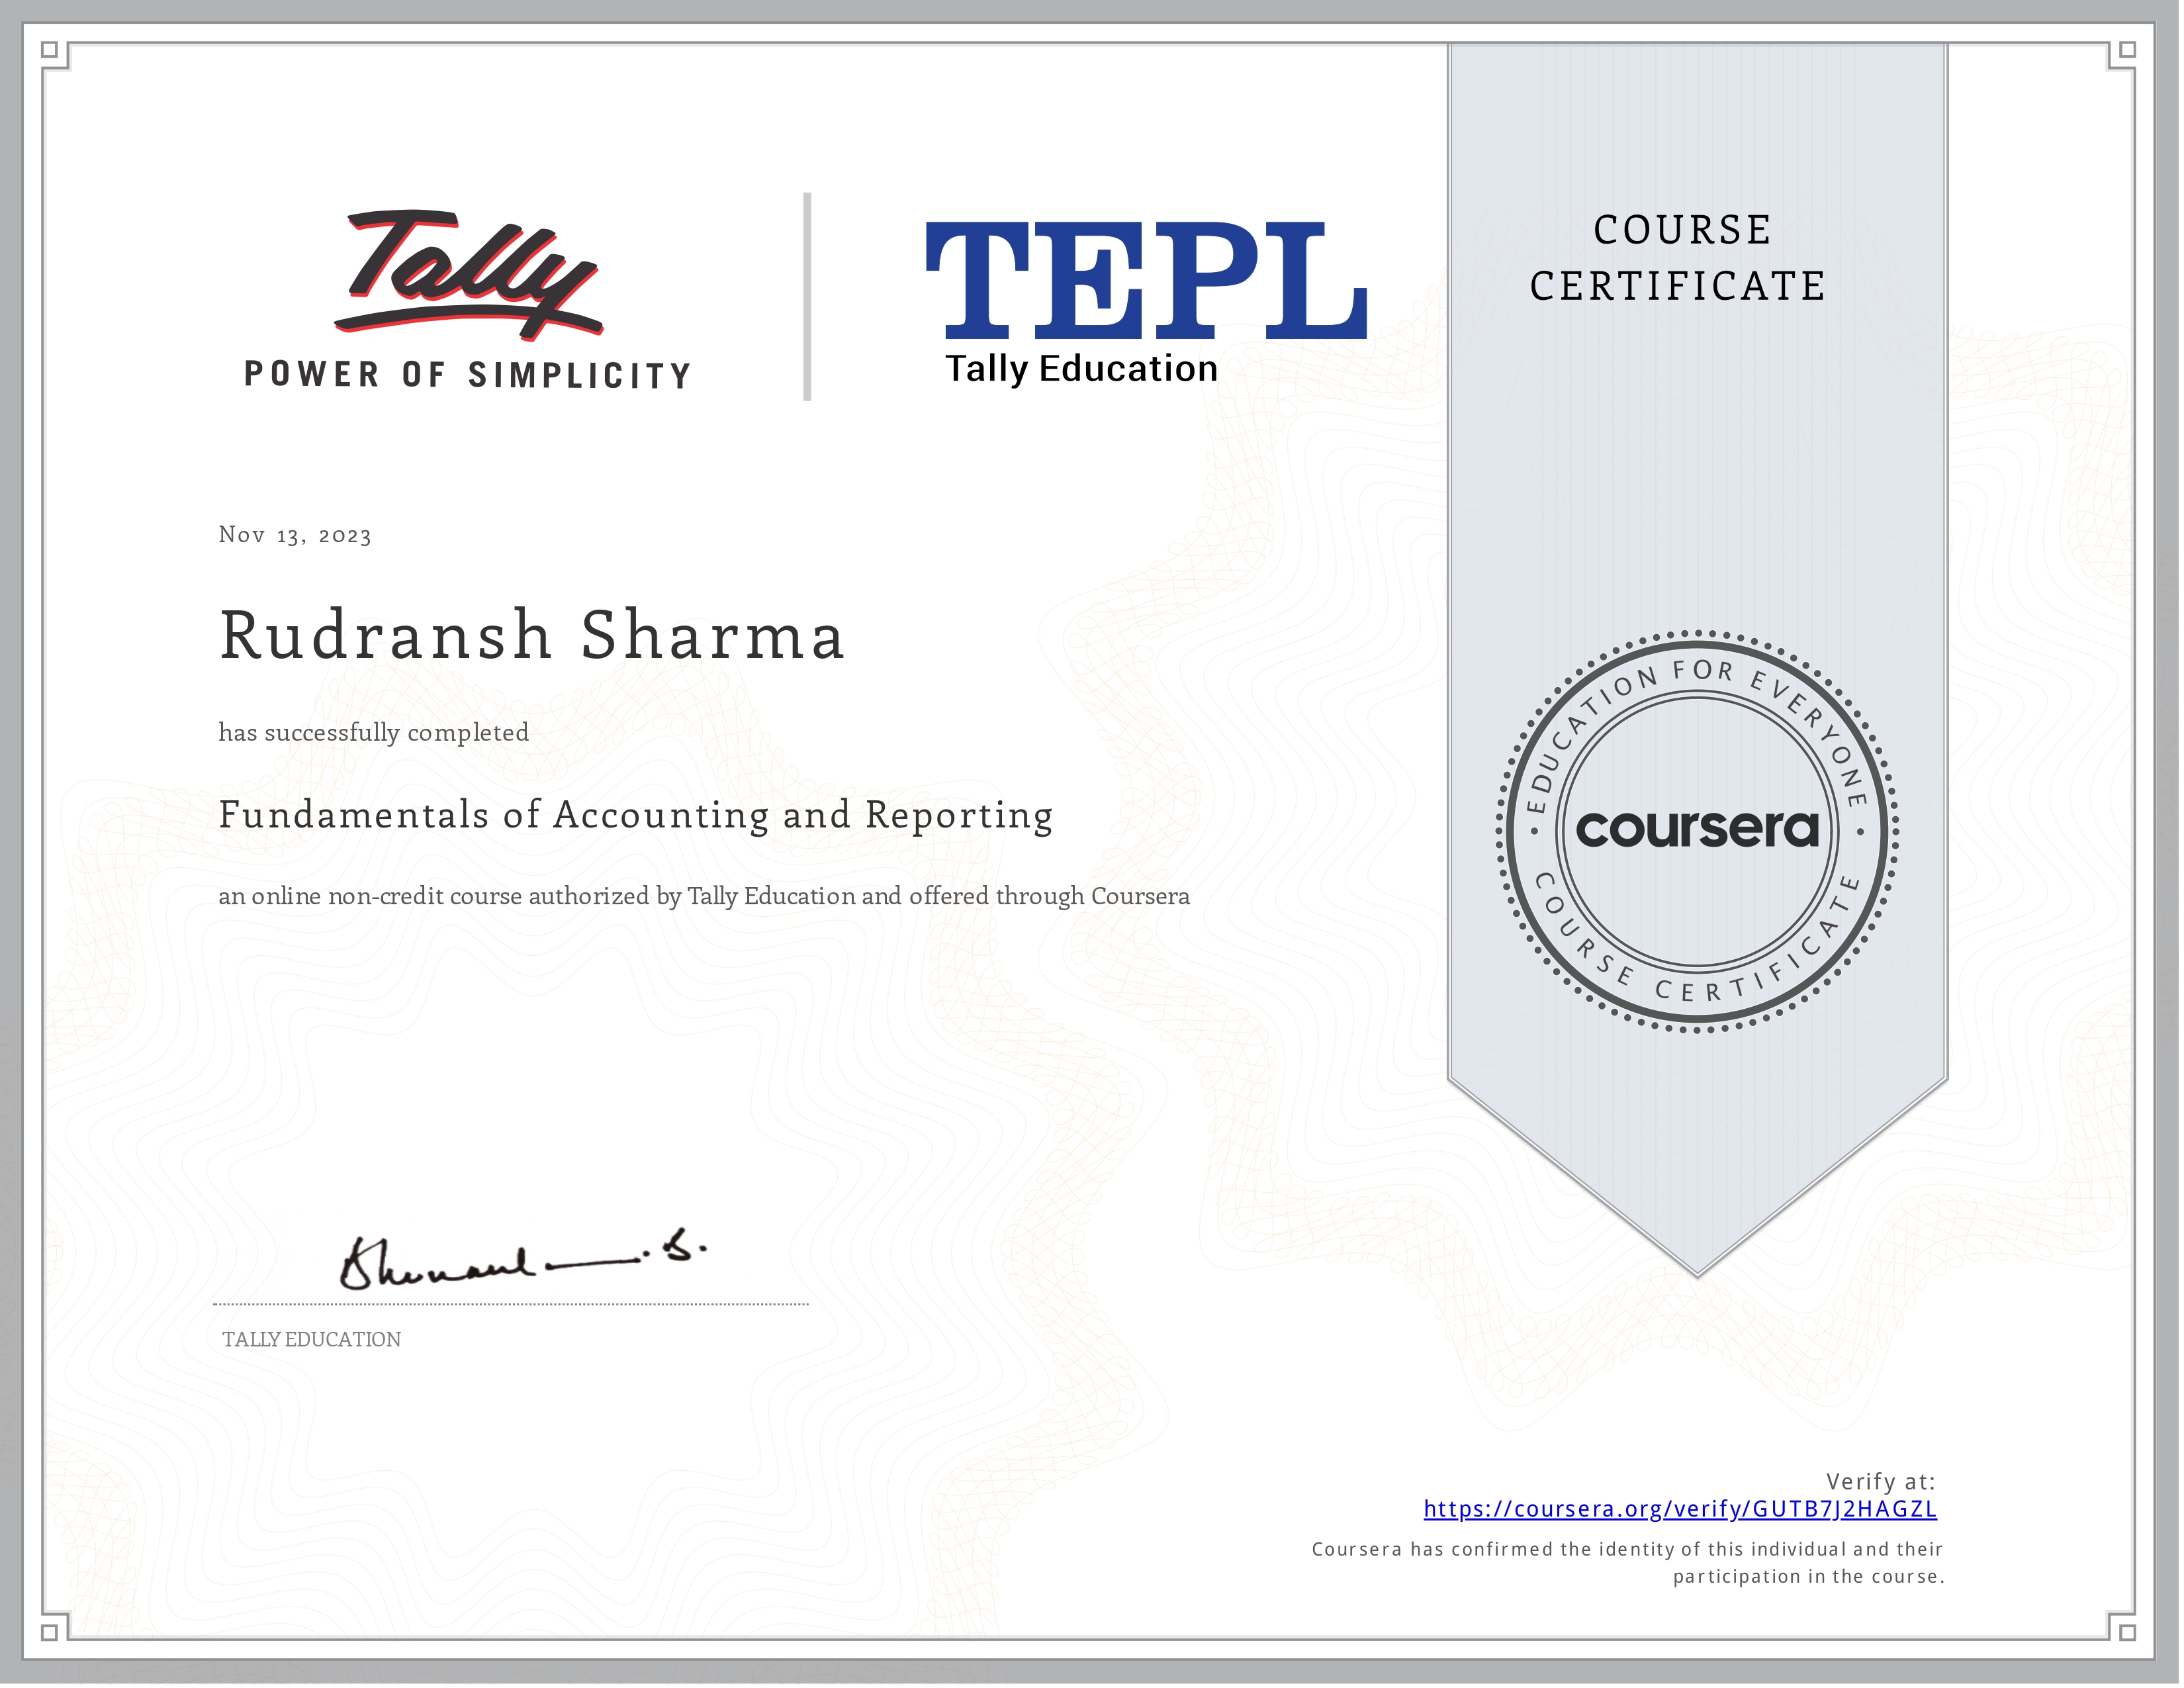 Tally
POWER OF SIMPLICITY
TEPL
Tally Education
COURSE
CERTIFICATE
Nov 13, 2023
Rudransh Sharma
has successfully completed
Fundamentals of Accounting and Reporting
an online non-credit course authorized by Tally Education and offered through Coursera
EDUCATION FOR EVERYONE
coursera
COURSE CERTIFICATE
TALLY EDUCATION
Verify at:
https://coursera.org/verify/GUTB7J2HAGZL
Coursera has confirmed the identity of this individual and their
participation in the course.